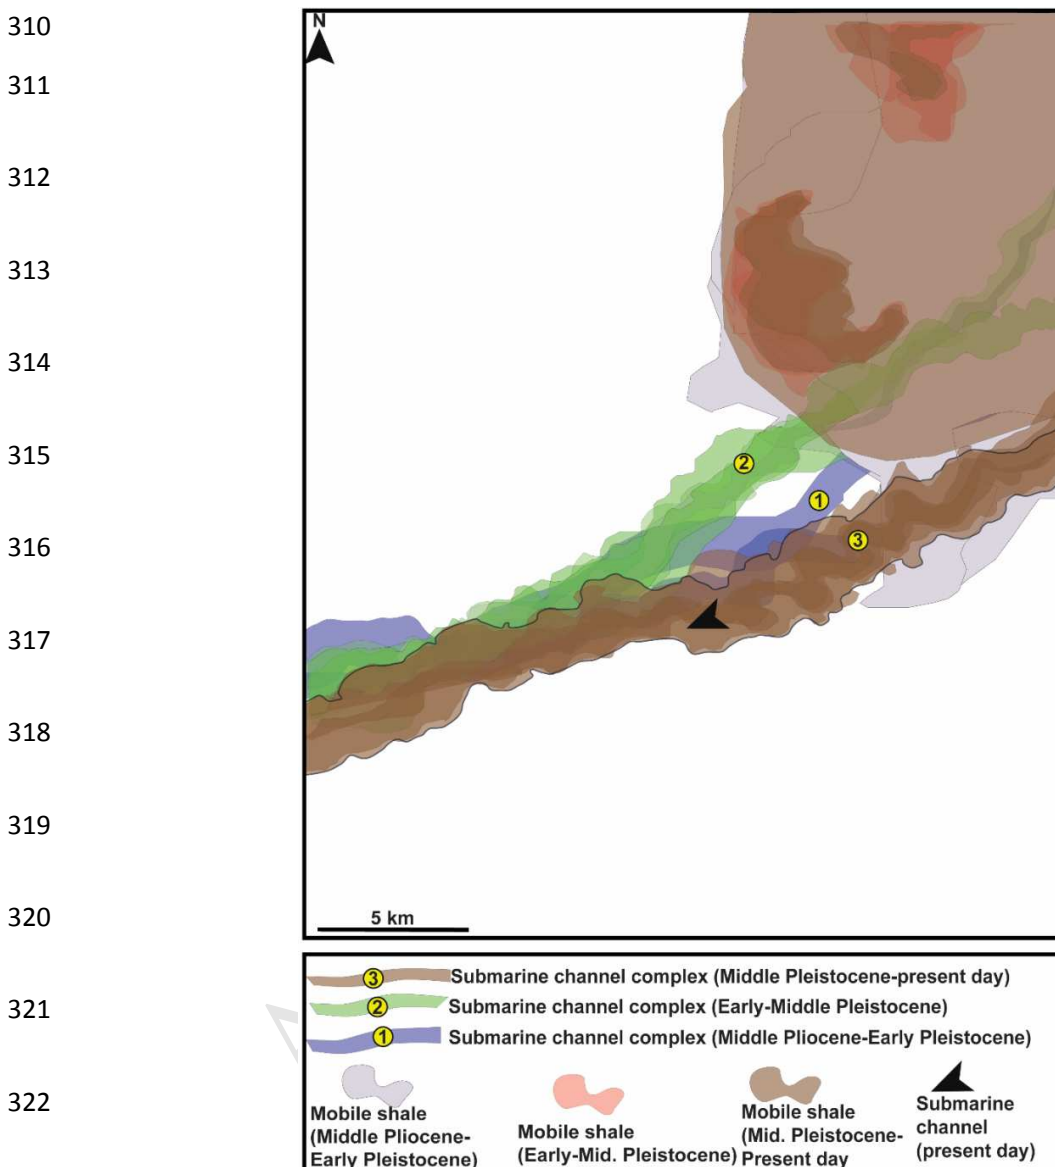 310
N
311
312
313
314
315
2
1
316
3
317
318
319
320
5 km
3 Submarine channel complex (Middle Pleistocene-present day)
321
2 Submarine channel complex (Early-Middle Pleistocene)
1 Submarine channel complex (Middle Pliocene-Early Pleistocene)
322
Mobile shale
(Middle Pliocene-
Early Pleistocene)
Mobile shale
(Early-Mid. Pleistocene)
Mobile shale
(Mid. Pleistocene-
Present day
Submarine
channel
(present day)